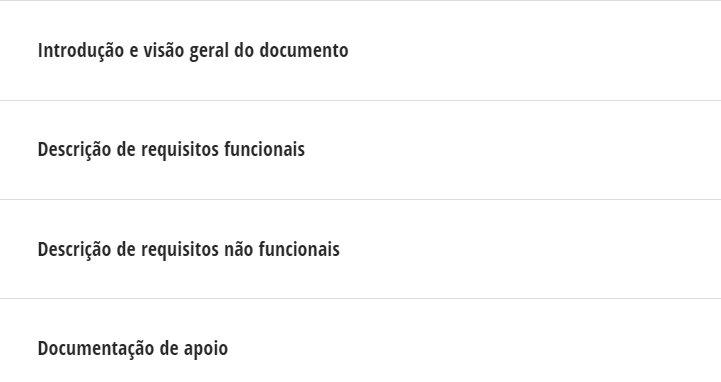 Introdução e visão geral do documento
Descrição de requisitos funcionais
Descrição de requisitos não funcionais
Documentação de apoio